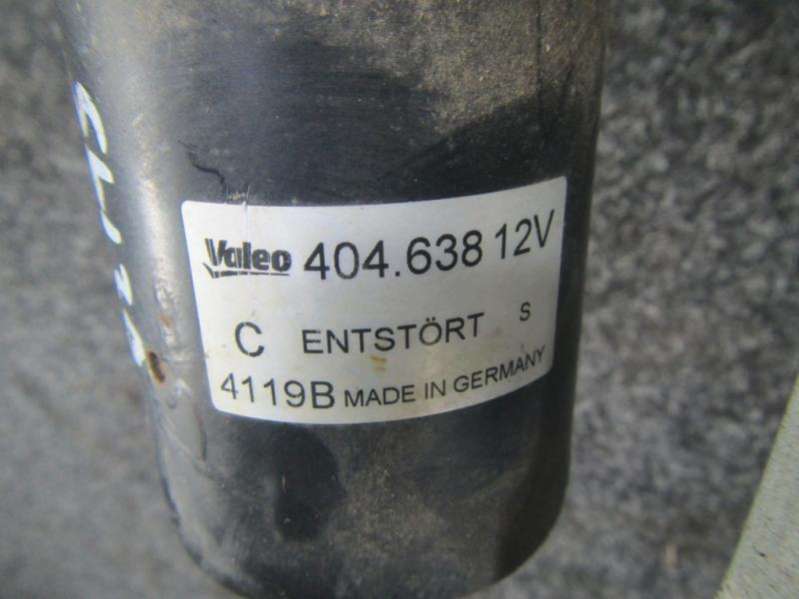 Valeo 404.638 12V
C ENTSTÖRT S
4119B MADE IN GERMANY